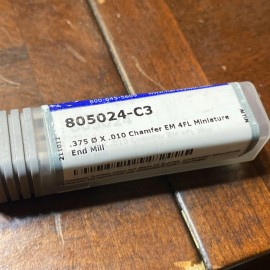 805024-C3
.375 Ø X .010 Chamfer EM 4FL Miniature
End Mill